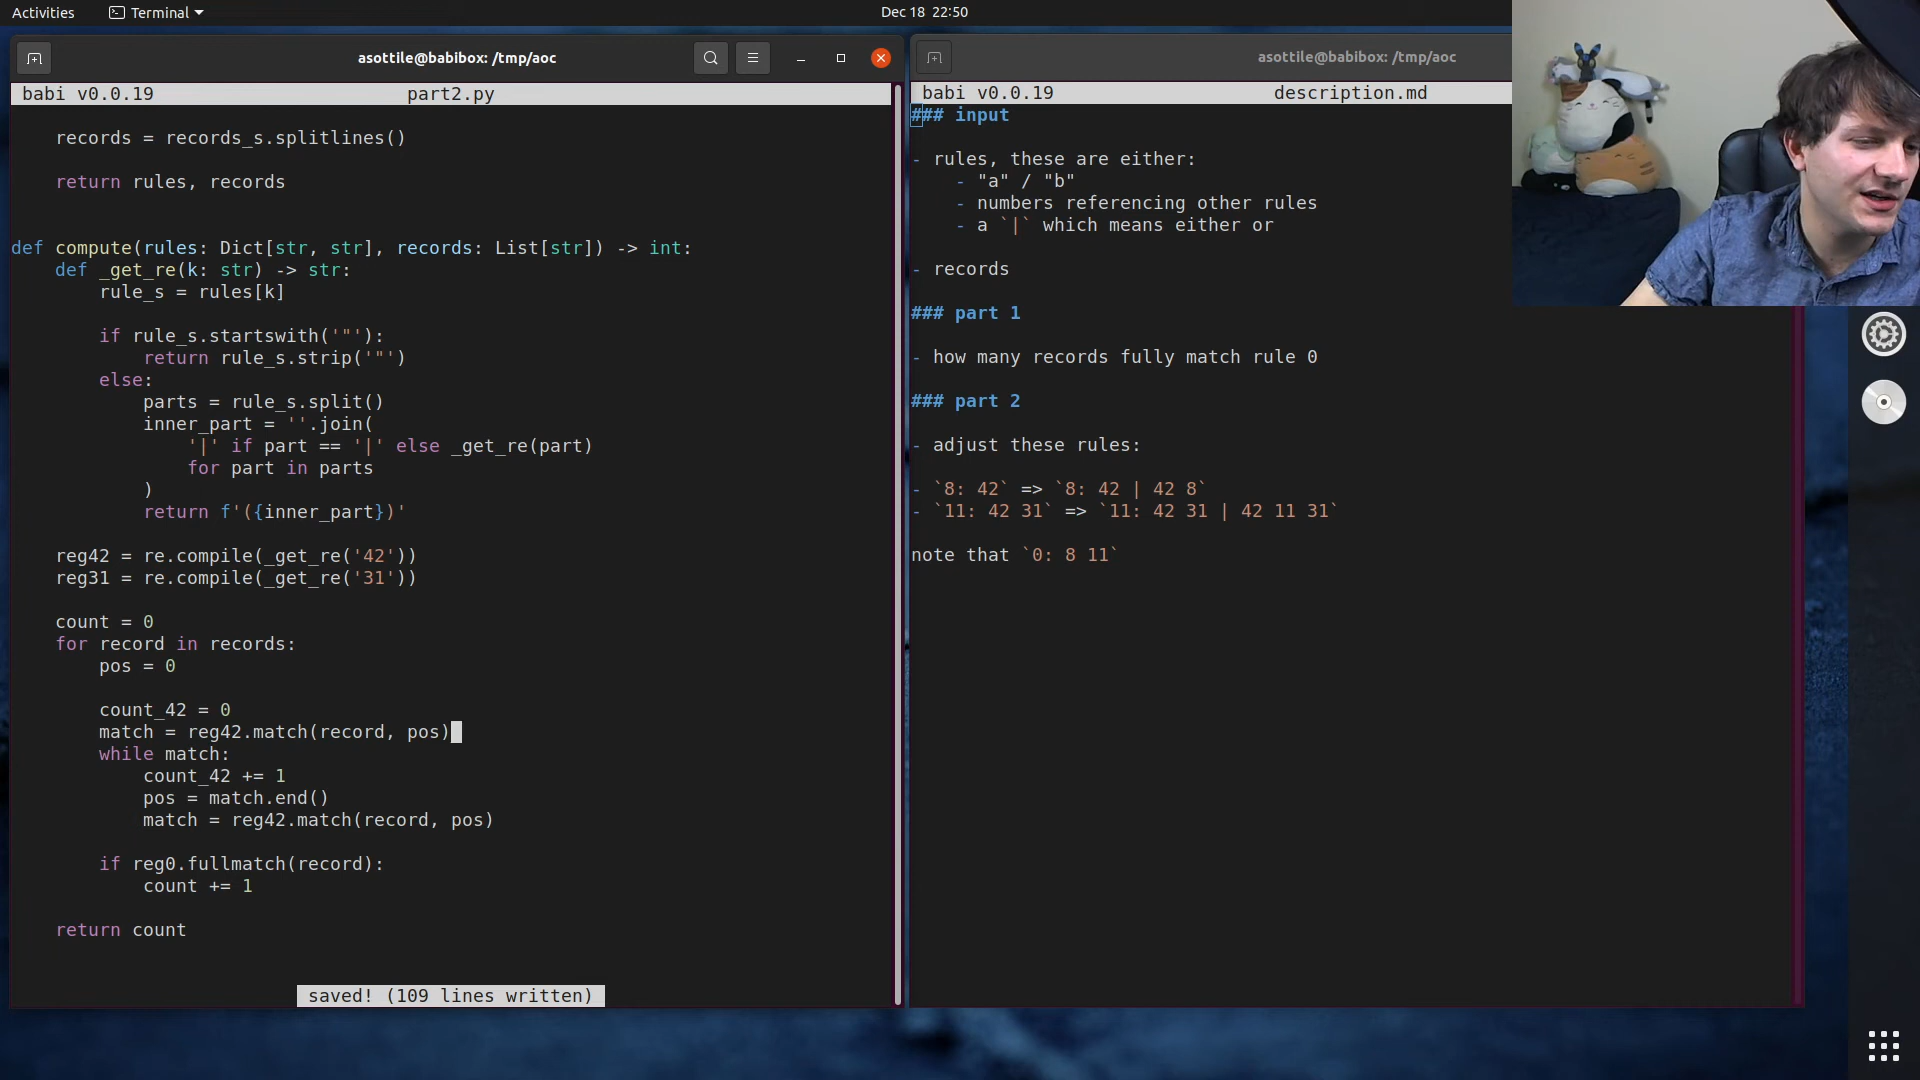 Activities
Terminal
Dec 18 22:50
asottile@babibox: /tmp/aoc
babi v0.0.19 part2.py
    records = records_s.splitlines()
    return rules, records
def compute(rules: Dict[str, str], records: List[str]) -> int:
    def _get_re(k: str) -> str:
        rule_s = rules[k]
        if rule_s.startswith('"'):
            return rule_s.strip('"')
        else:
            parts = rule_s.split()
            inner_part = ''.join(
                '|' if part == '|' else _get_re(part)
                for part in parts
            )
            return f'({inner_part})'
    reg42 = re.compile(_get_re('42'))
    reg31 = re.compile(_get_re('31'))
    count = 0
    for record in records:
        pos = 0
        count_42 = 0
        match = reg42.match(record, pos)
        while match:
            count_42 += 1
            pos = match.end()
            match = reg42.match(record, pos)
        if reg0.fullmatch(record):
            count += 1
    return count
saved! (109 lines written)
asottile@babibox: /tmp/aoc
babi v0.0.19 description.md
### input
- rules, these are either:
    - "a" / "b"
    - numbers referencing other rules
    - a `|` which means either or
- records
### part 1
- how many records fully match rule 0
### part 2
- adjust these rules:
- `8: 42` => `8: 42 | 42 8`
- `11: 42 31` => `11: 42 31 | 42 11 31`
note that `0: 8 11`